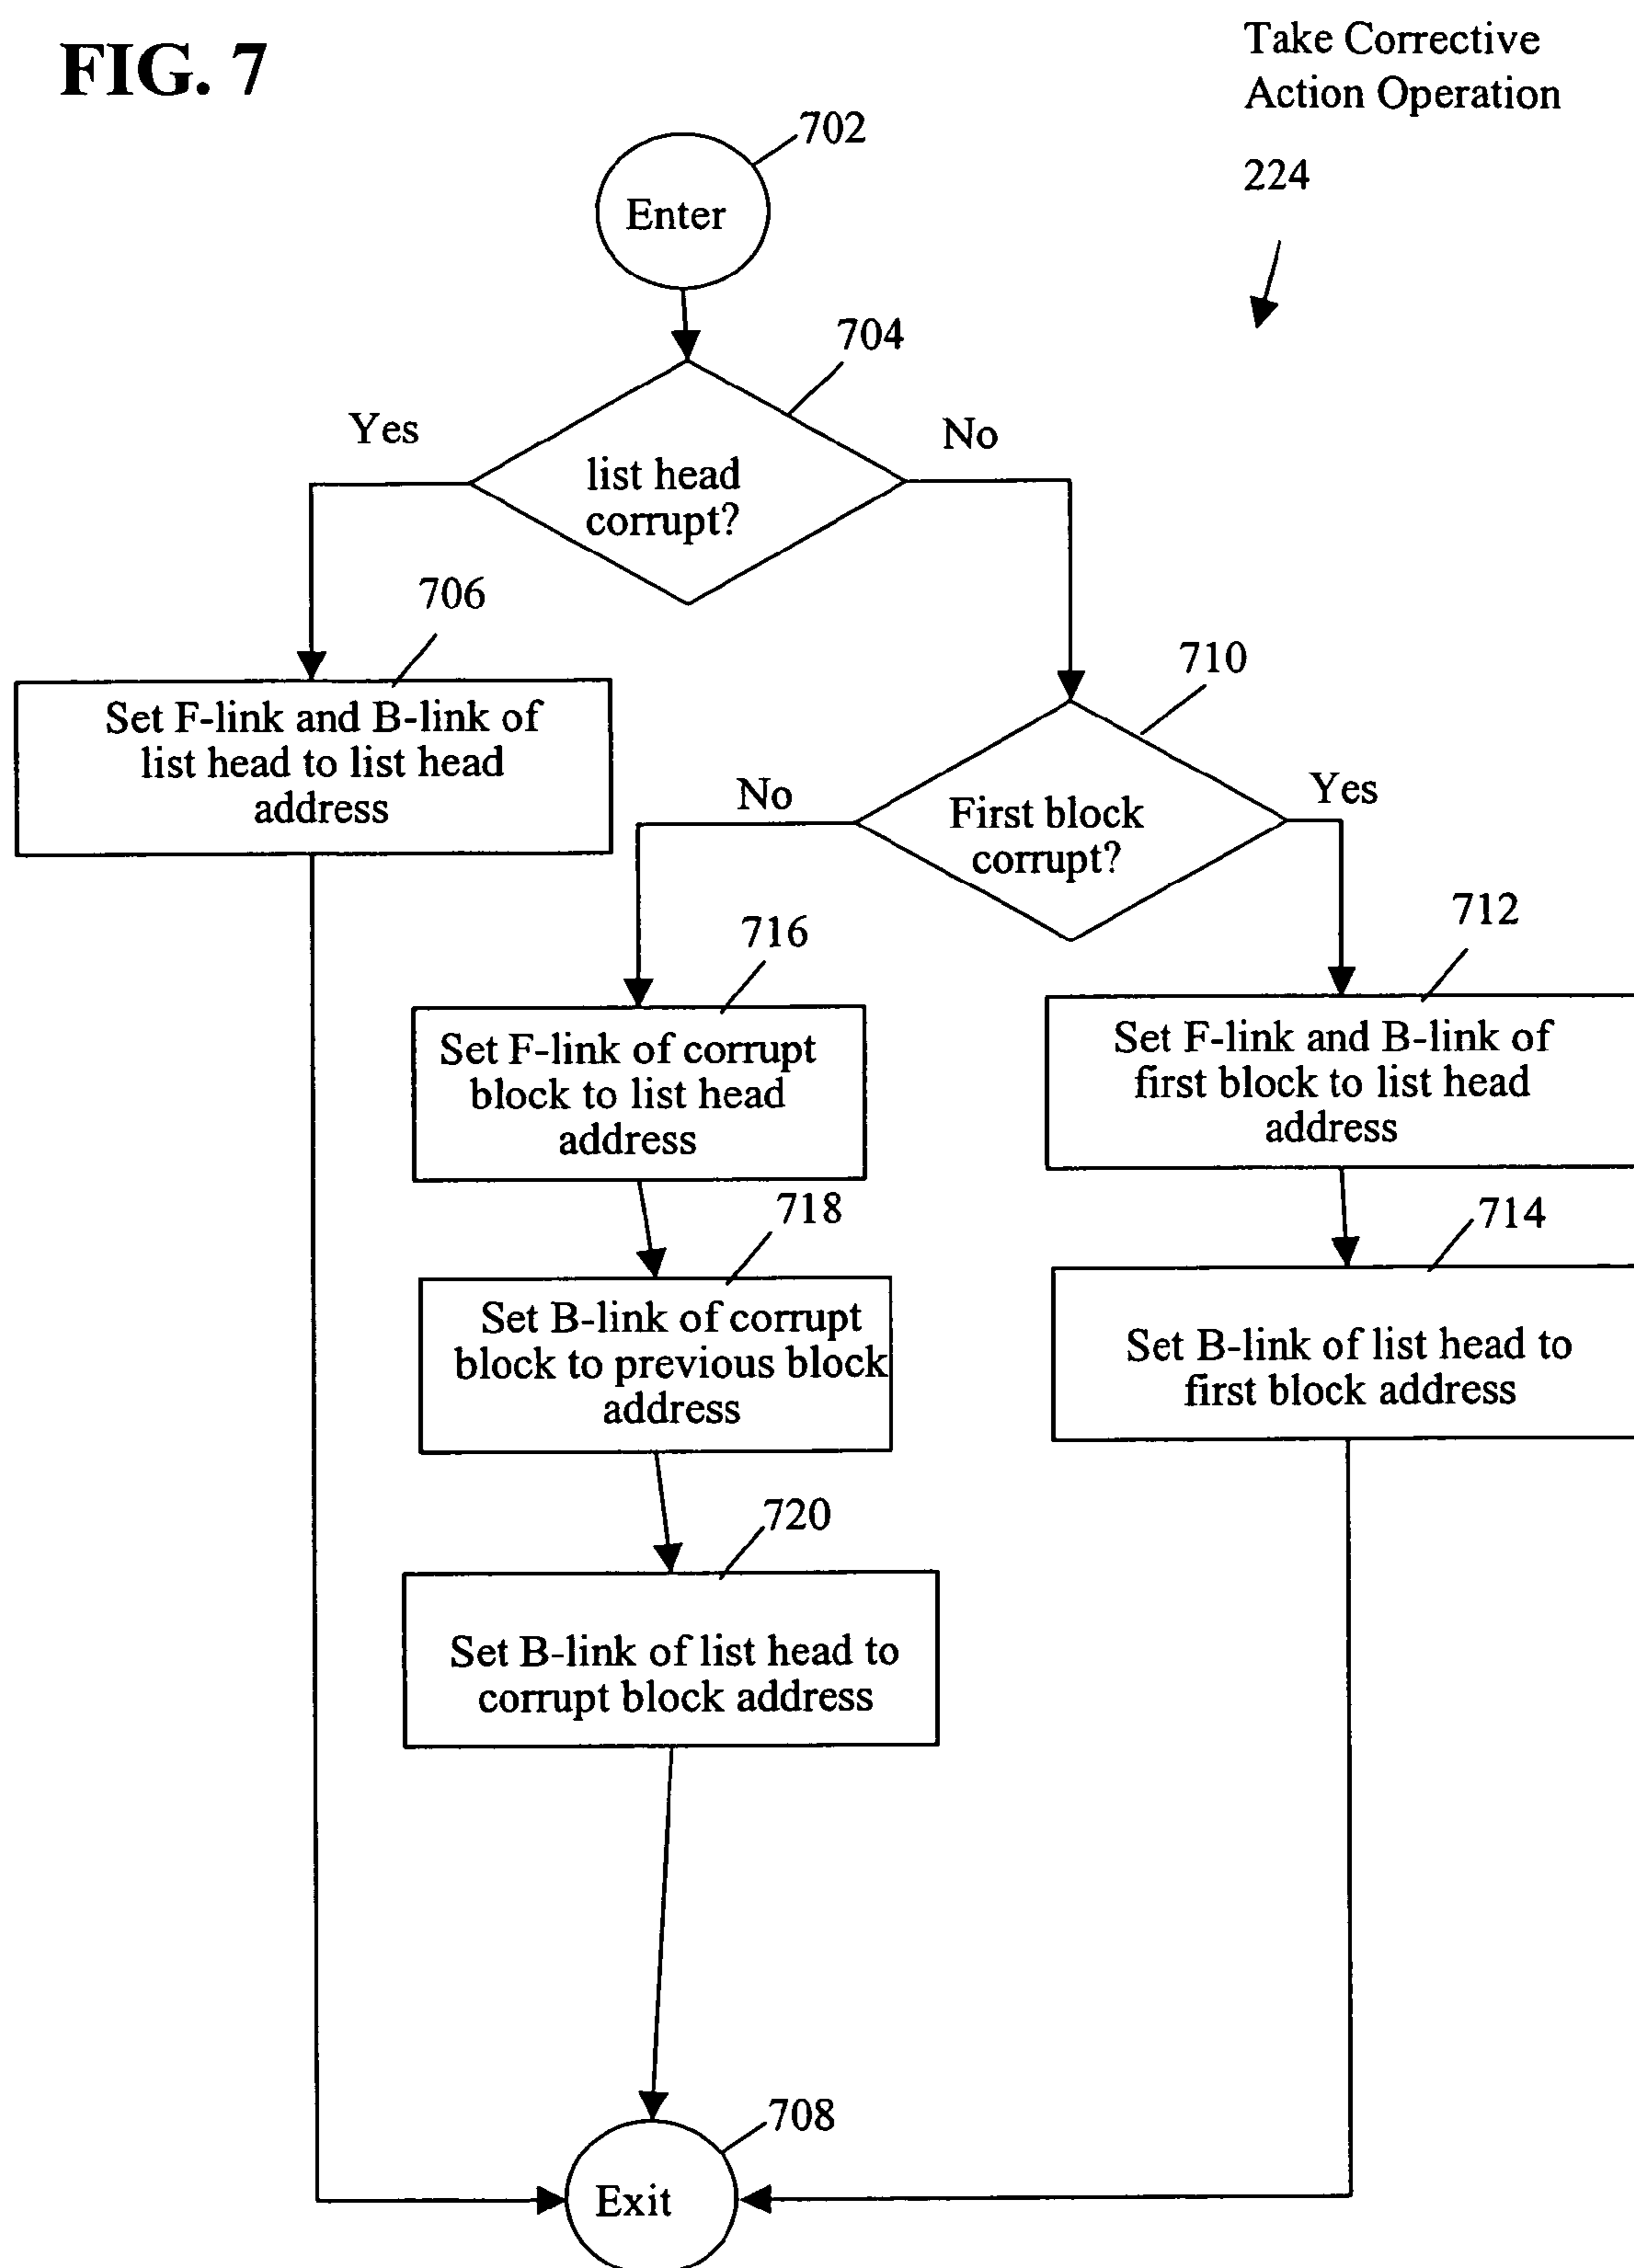 FIG. 7
Take Corrective
Action Operation
224
702
Enter
704
Yes
No
list head
corrupt?
706
Set F-link and B-link of
list head to list head
address
710
No
Yes
First block
corrupt?
716
712
Set F-link of corrupt
block to list head
address
Set F-link and B-link of
first block to list head
address
718
714
Set B-link of corrupt
block to previous block
address
Set B-link of list head to
first block address
720
Set B-link of list head to
corrupt block address
708
Exit